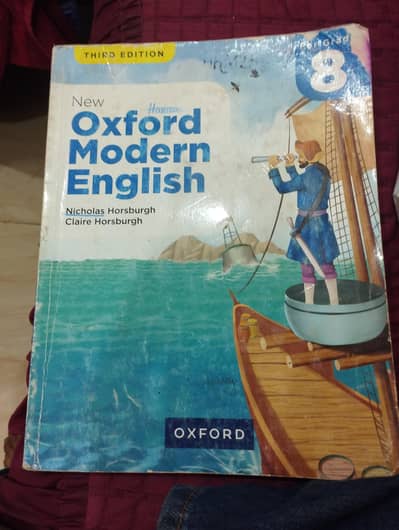 THIRD EDITION
8
New
Oxford
Modern
English
Nicholas Horsburgh
Claire Horsburgh
OXFORD